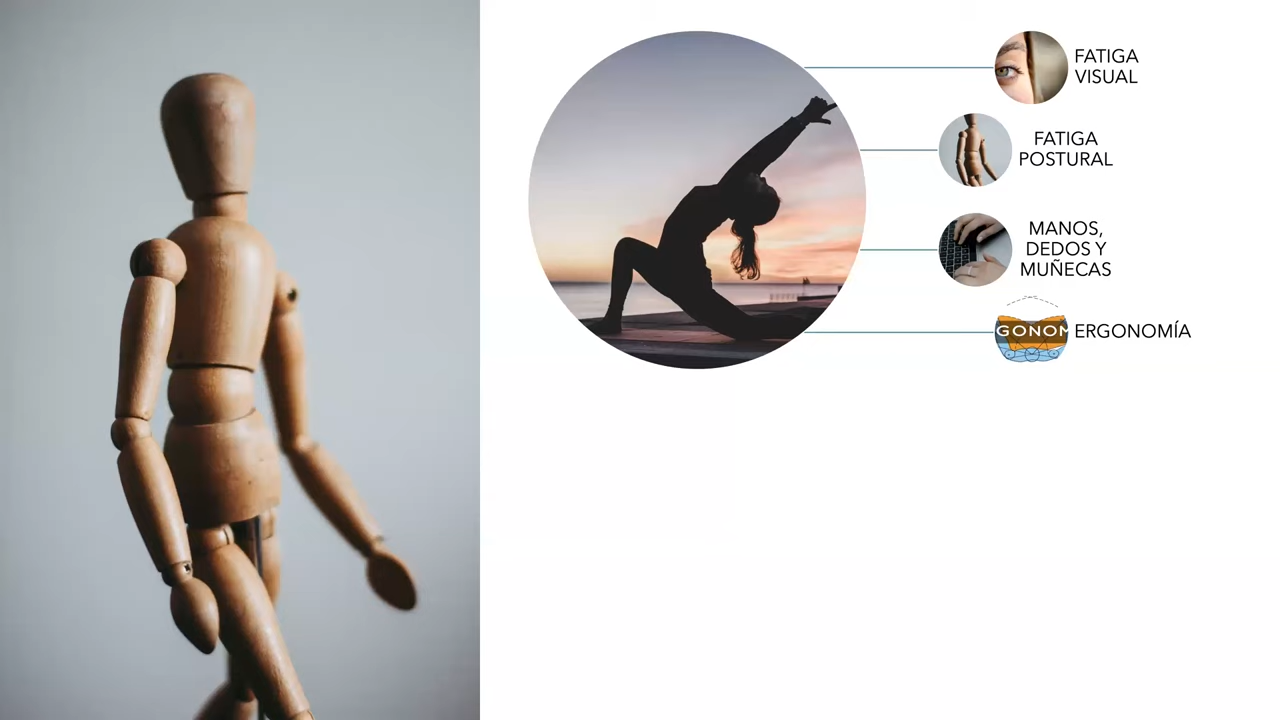 FATIGA
VISUAL
FATIGA
POSTURAL
MANOS,
DEDOS Y
MUÑECAS
GONOM
ERGONOMÍA